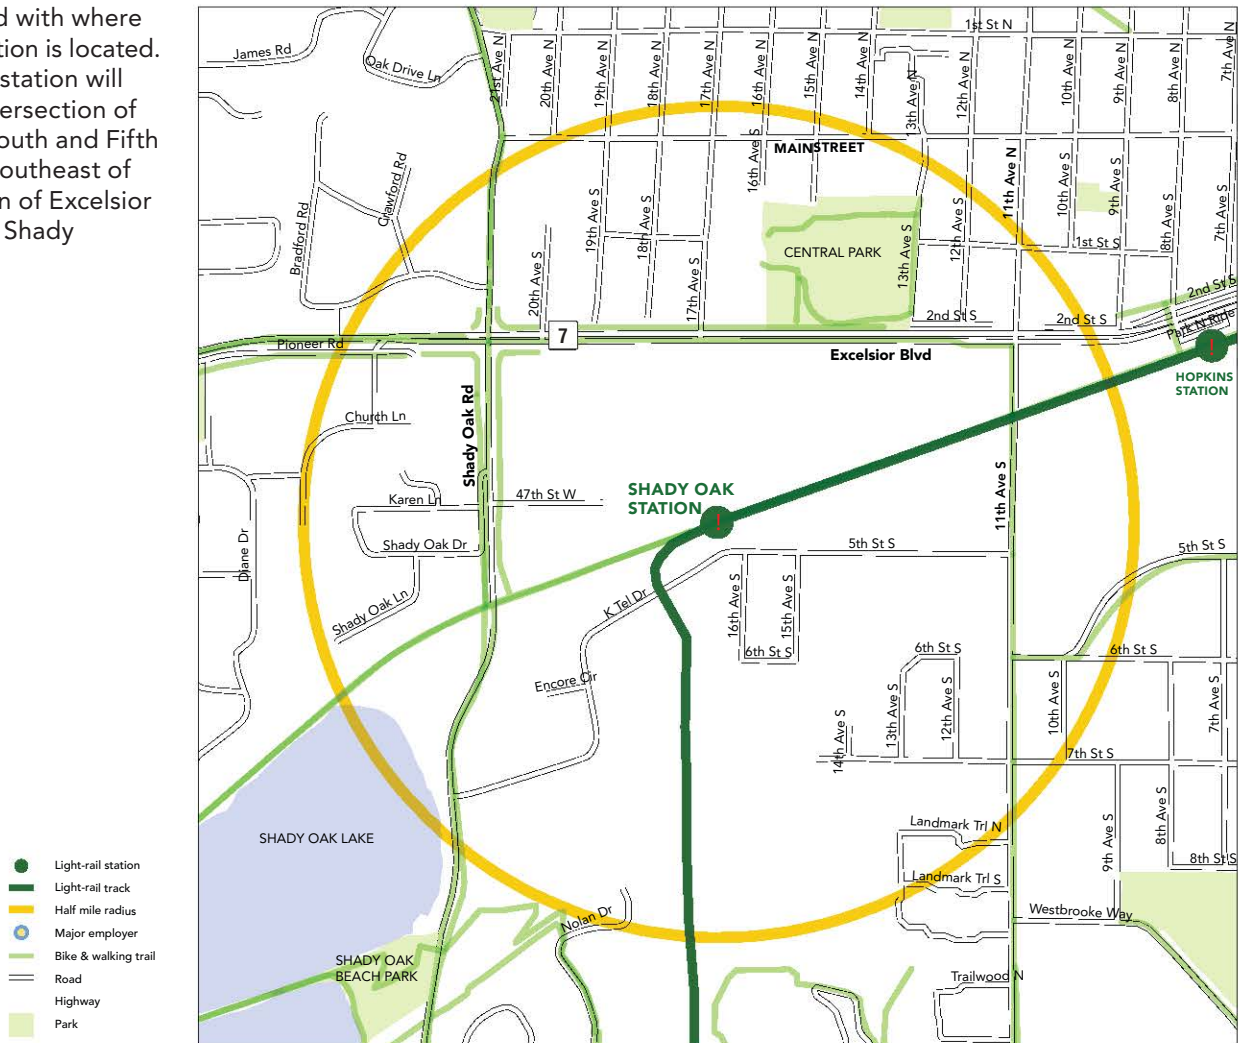 d with where
tion is located.
station will
ersection of
outh and Fifth
outheast of
n of Excelsior
Shady
James Rd
Oak Drive Ln
21st Ave N
20th Ave N
19th Ave N
18th Ave N
17th Ave N
16th Ave N
15th Ave N
14th Ave N
13th Ave N
12th Ave N
10th Ave N
9th Ave N
8th Ave N
7th Ave N
1st St N
MAINSTREET
16th Ave S
11th Ave N
10th Ave S
9th Ave S
8th Ave S
7th Ave S
Crawford Rd
Bradford Rd
20th Ave S
19th Ave S
18th Ave S
17th Ave S
CENTRAL PARK
13th Ave S
12th Ave S
1st St S
2nd St S
2nd St S
2nd St S
Park N Ride
7
Pioneer Rd
Excelsior Blvd
HOPKINS
STATION
Church Ln
Shady Oak Rd
Karen Ln
47th St W
SHADY OAK
STATION
11th Ave S
Shady Oak Dr
5th St S
5th St S
Diane Dr
Shady Oak Ln
K Tel Dr
16th Ave S
15th Ave S
6th St S
6th St S
6th St S
Encore Cir
14th Ave S
13th Ave S
12th Ave S
10th Ave S
7th Ave S
7th St S
SHADY OAK LAKE
Landmark Trl N
9th Ave S
8th Ave S
8th St S
Landmark Trl S
Westbrooke Way
Nolan Dr
SHADY OAK
BEACH PARK
Trailwood N
Light-rail station
Light-rail track
Half mile radius
Major employer
Bike & walking trail
Road
Highway
Park